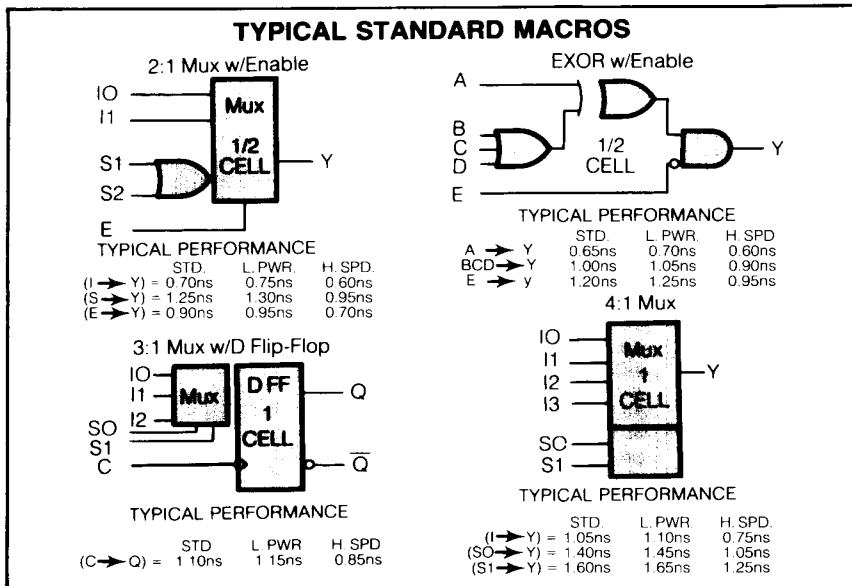 TYPICAL STANDARD MACROS
2:1 Mux w/Enable
IO
I1
S1
S2
E
Mux
1/2
CELL
Y
TYPICAL PERFORMANCE
STD. L. PWR. H. SPD.
(I → Y) = 0.70ns 0.75ns 0.60ns
(S → Y) = 1.25ns 1.30ns 0.95ns
(E → Y) = 0.90ns 0.95ns 0.70ns
EXOR w/Enable
A
B
C
D
E
1/2
CELL
Y
TYPICAL PERFORMANCE
STD. L. PWR. H. SPD
A → Y 0.65ns 0.70ns 0.60ns
BCD → Y 1.00ns 1.05ns 0.90ns
E → y 1.20ns 1.25ns 0.95ns
3:1 Mux w/D Flip-Flop
IO
I1
I2
SO
S1
C
Mux
D FF
1
CELL
Q
Q̅
TYPICAL PERFORMANCE
STD L. PWR H. SPD
(C → Q) = 1 10ns 1 15ns 0.85ns
4:1 Mux
IO
I1
I2
I3
SO
S1
Mux
1
CELL
Y
TYPICAL PERFORMANCE
STD. L. PWR. H. SPD.
(I → Y) = 1.05ns 1.10ns 0.75ns
(SO → Y) = 1.40ns 1.45ns 1.05ns
(S1 → Y) = 1.60ns 1.65ns 1.25ns